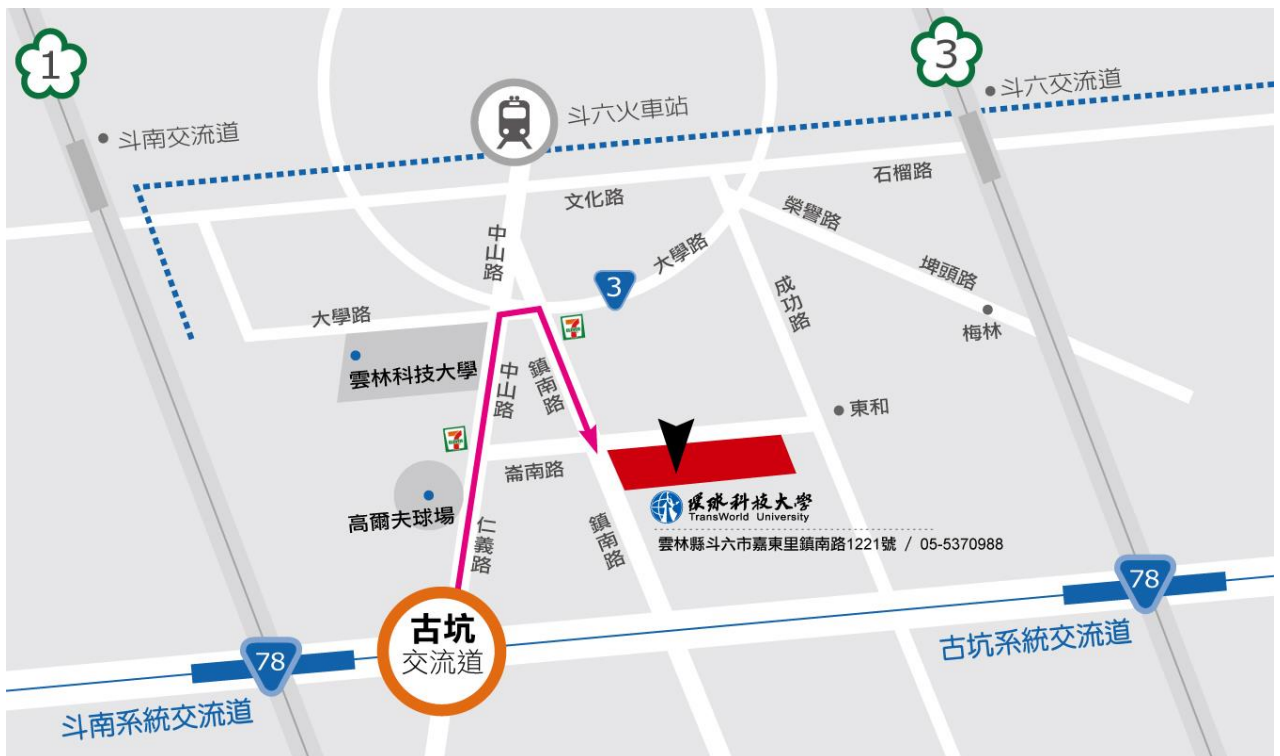 1
3
斗南交流道
斗六火車站
斗六交流道
文化路
石榴路
中山路
榮譽路
大學路
埤頭路
3
成功路
大學路
梅林
7
雲林科技大學
中山路
鎮南路
東和
7
崙南路
高爾夫球場
環球科技大學
TransWorld University
仁義路
鎮南路
雲林縣斗六市嘉東里鎮南路1221號 / 05-5370988
78
古坑
交流道
古坑系統交流道
78
斗南系統交流道